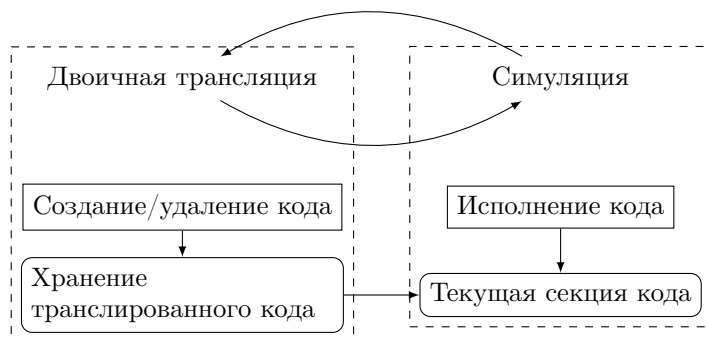 Двоичная трансляция
Симуляция
Создание/удаление кода
Исполнение кода
Хранение
транслированного кода
Текущая секция кода